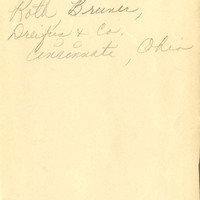 Roth, Bruner,
Dreifus & Co.
Cincinnati, Ohio